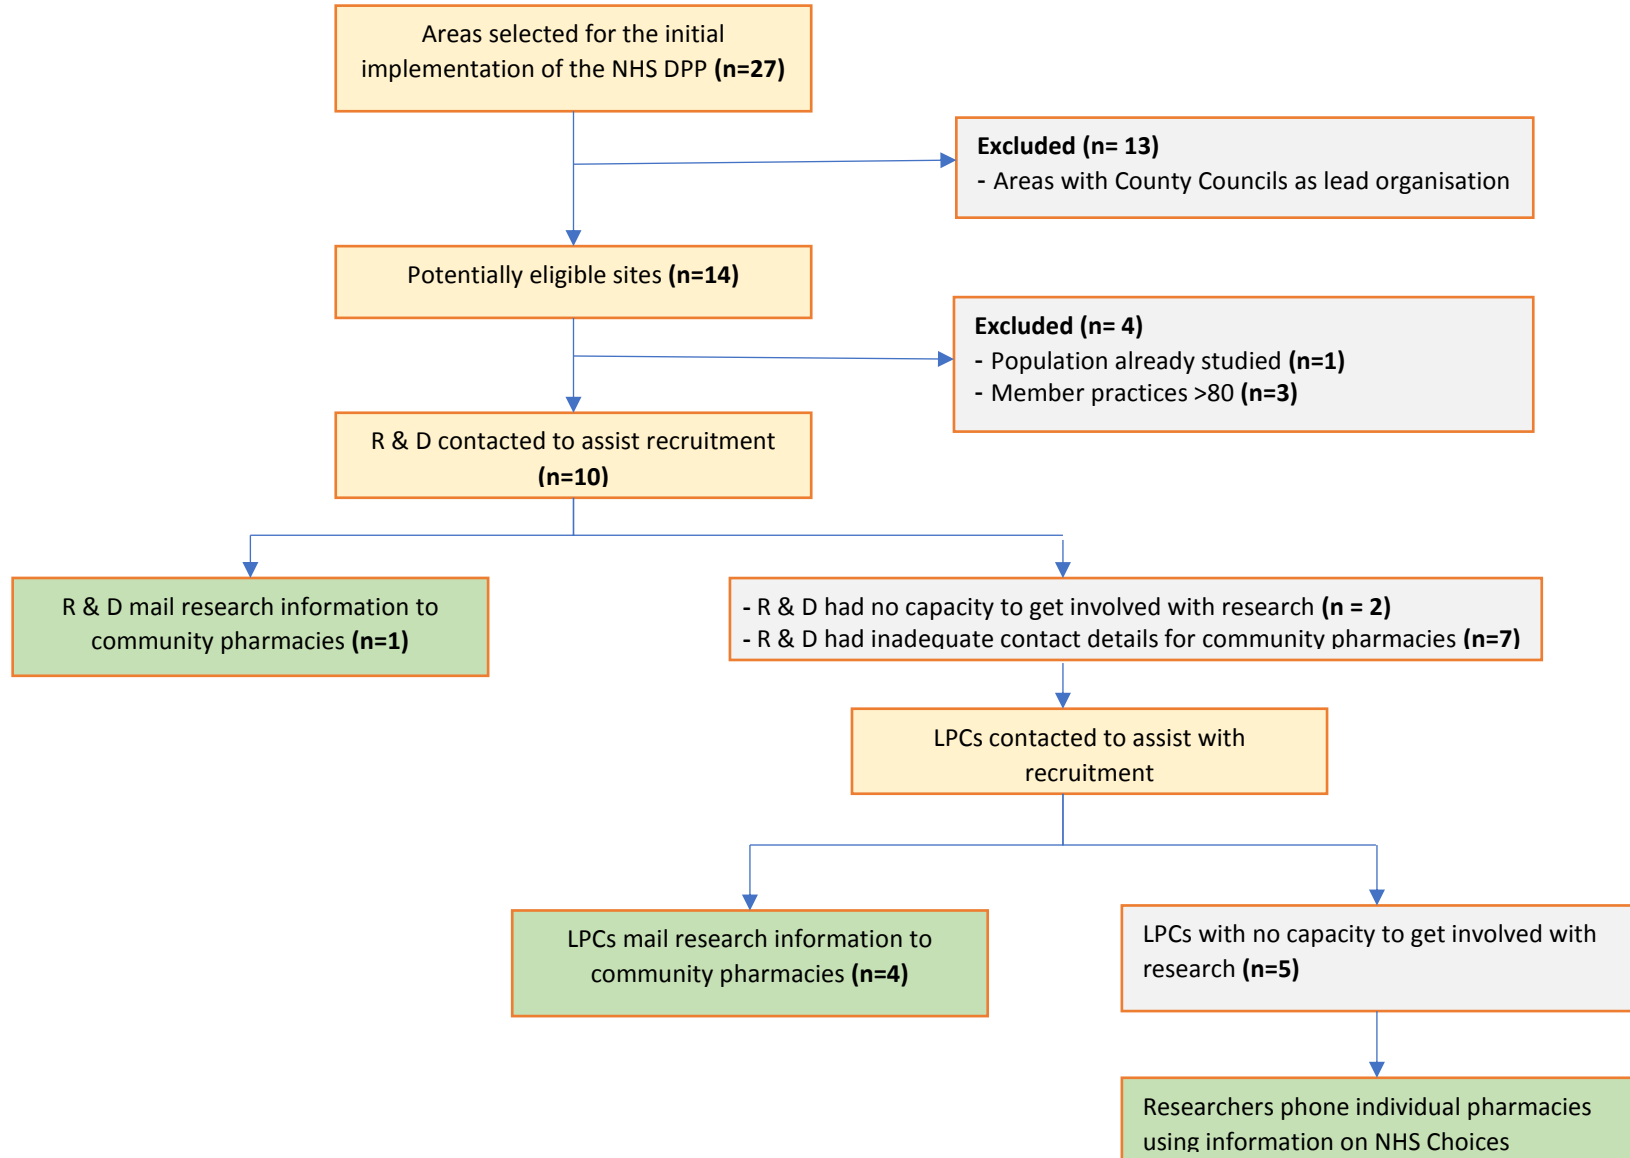 Areas selected for the initial
implementation of the NHS DPP (n=27)
Excluded (n= 13)
- Areas with County Councils as lead organisation
Potentially eligible sites (n=14)
Excluded (n= 4)
- Population already studied (n=1)
- Member practices >80 (n=3)
R & D contacted to assist recruitment
(n=10)
R & D mail research information to
community pharmacies (n=1)
- R & D had no capacity to get involved with research (n = 2)
- R & D had inadequate contact details for community pharmacies (n=7)
LPCs contacted to assist with
recruitment
LPCs mail research information to
community pharmacies (n=4)
LPCs with no capacity to get involved with
research (n=5)
Researchers phone individual pharmacies
using information on NHS Choices